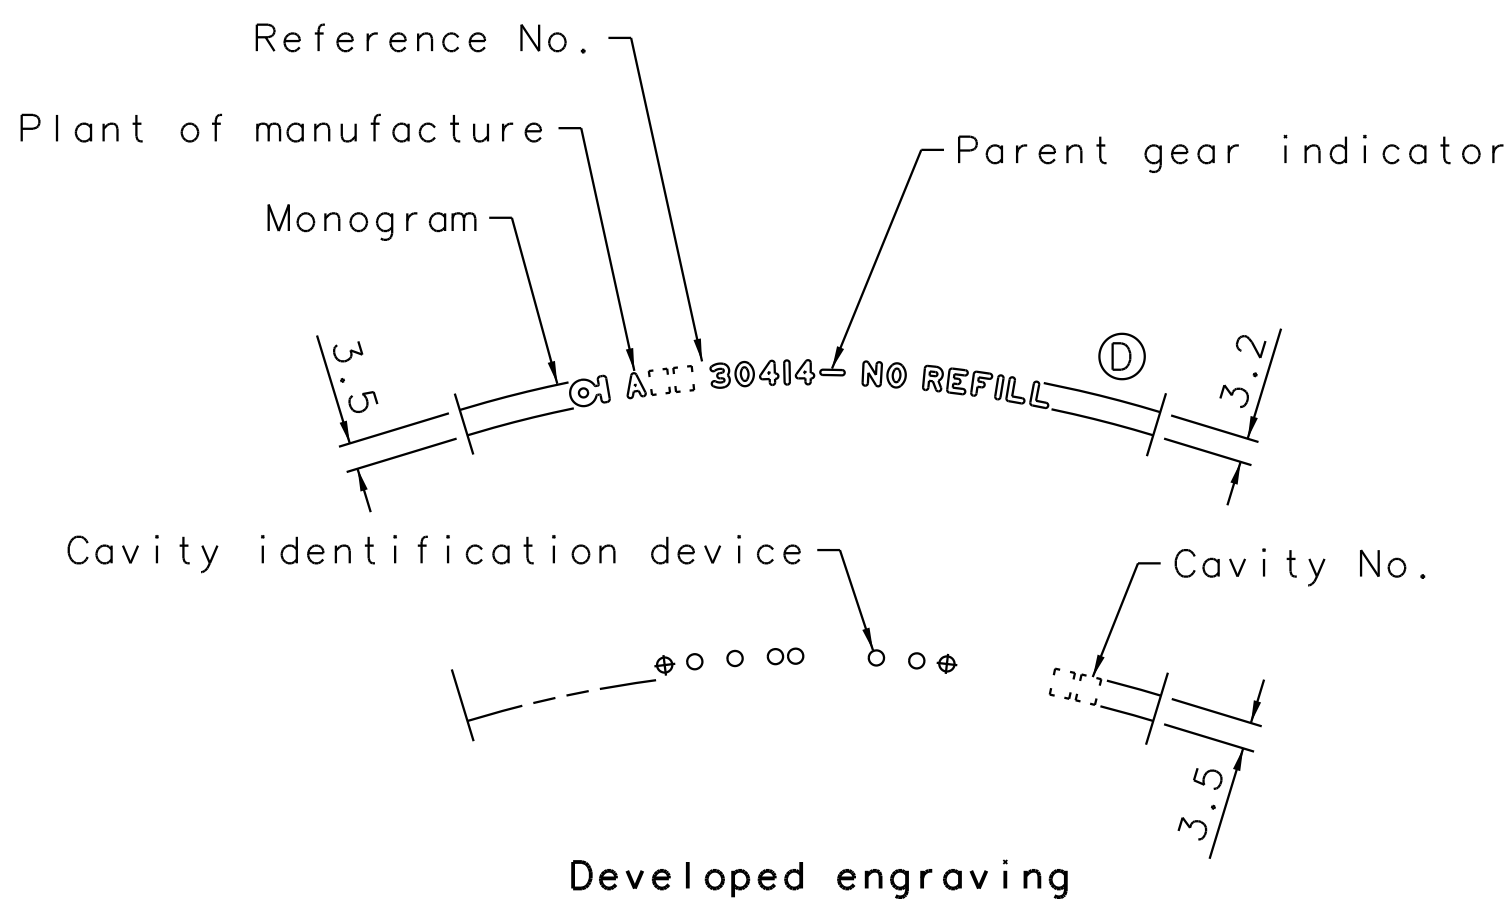 Reference No.
Plant of manufacture
Parent gear indicator
Monogram
3.5
A 30414– NO REFILL
D
3.2
Cavity identification device
Cavity No.
3.5
Developed engraving